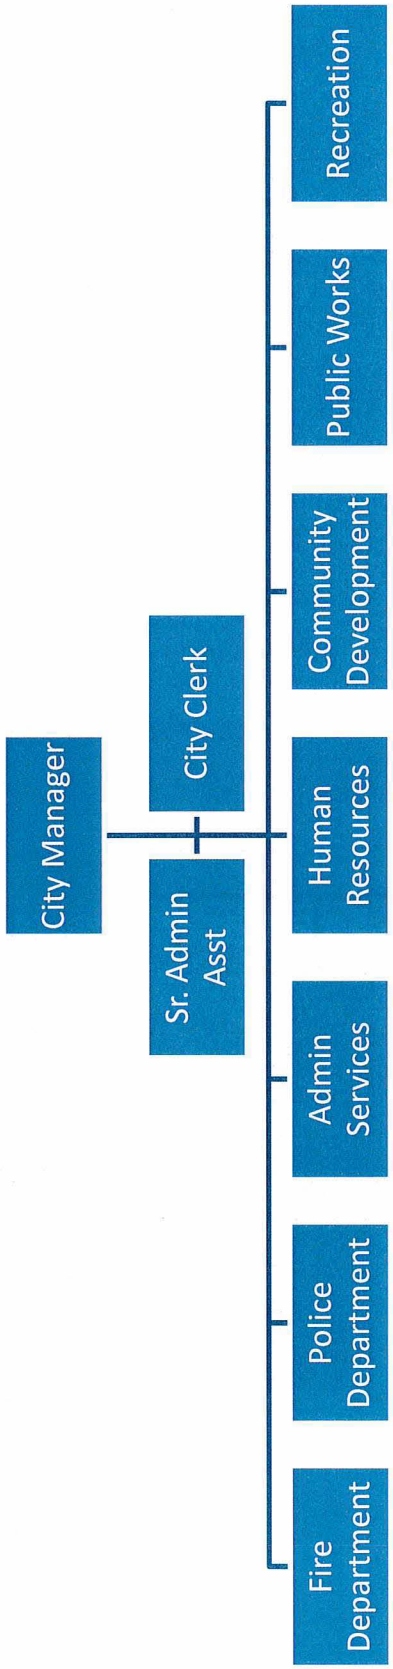 City Manager
Sr. Admin
Asst
City Clerk
Fire
Department
Police
Department
Admin
Services
Human
Resources
Community
Development
Public Works
Recreation